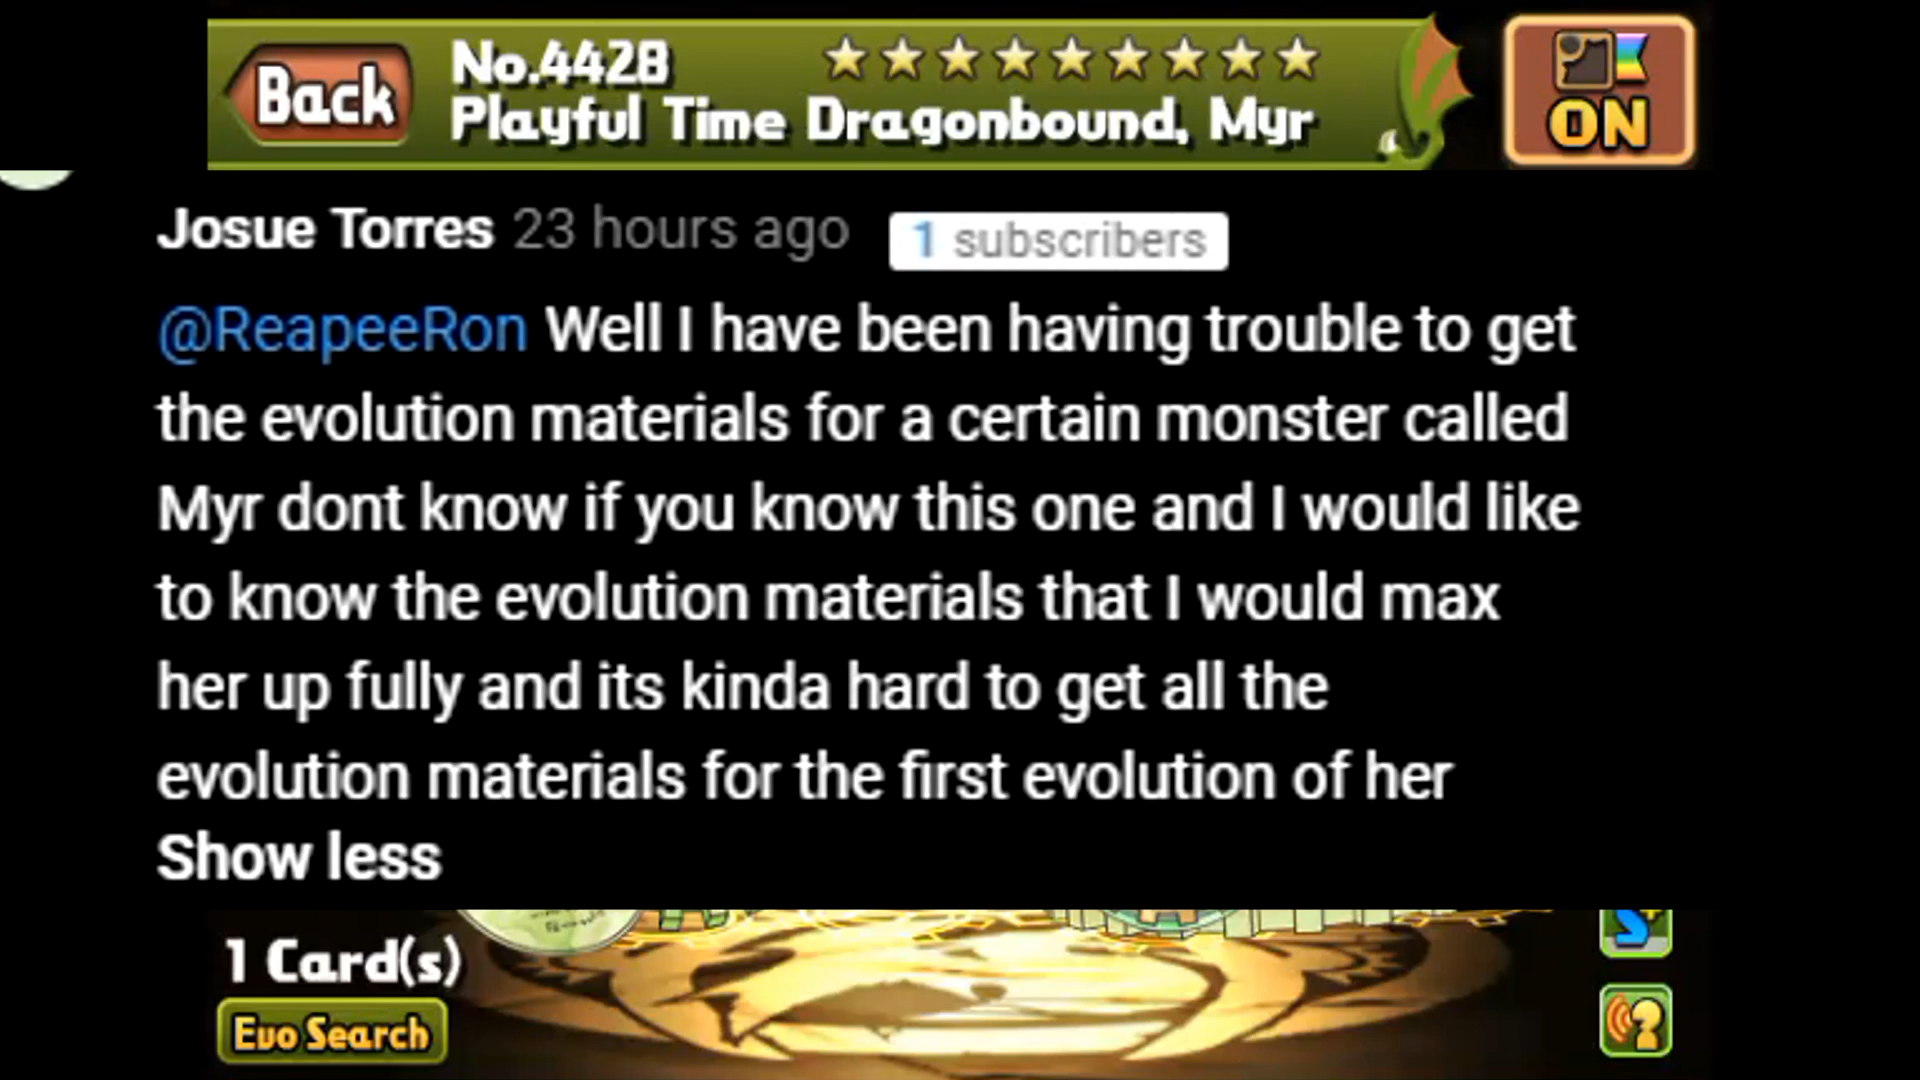 Back
No.4428
Playful Time Dragonbound, Myr
ON
Josue Torres 23 hours ago 1 subscribers
@ReapeeRon Well I have been having trouble to get
the evolution materials for a certain monster called
Myr dont know if you know this one and I would like
to know the evolution materials that I would max
her up fully and its kinda hard to get all the
evolution materials for the first evolution of her
Show less
1 Card(s)
Evo Search